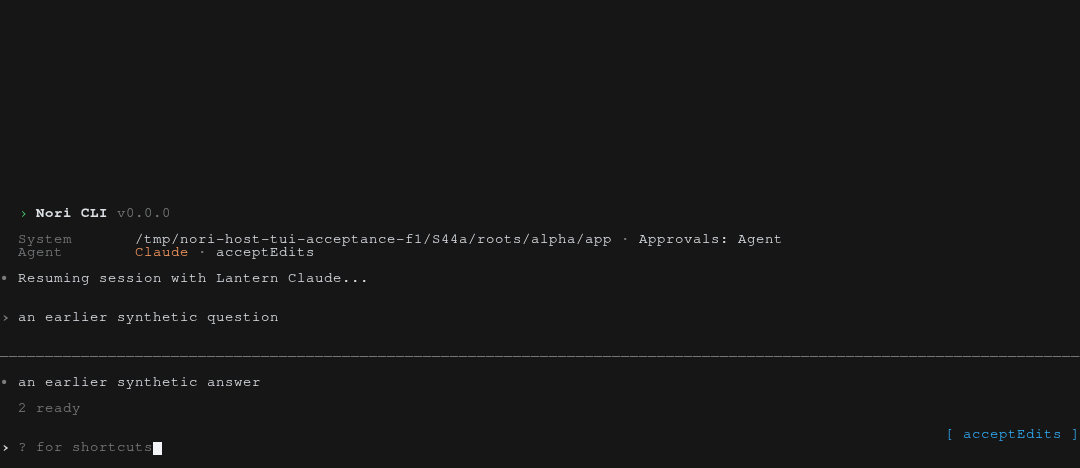 › Nori CLI v0.0.0
System /tmp/nori-host-tui-acceptance-f1/S44a/roots/alpha/app · Approvals: Agent
Agent Claude · acceptEdits
• Resuming session with Lantern Claude...
› an earlier synthetic question
• an earlier synthetic answer
2 ready
[ acceptEdits ]
› ? for shortcuts